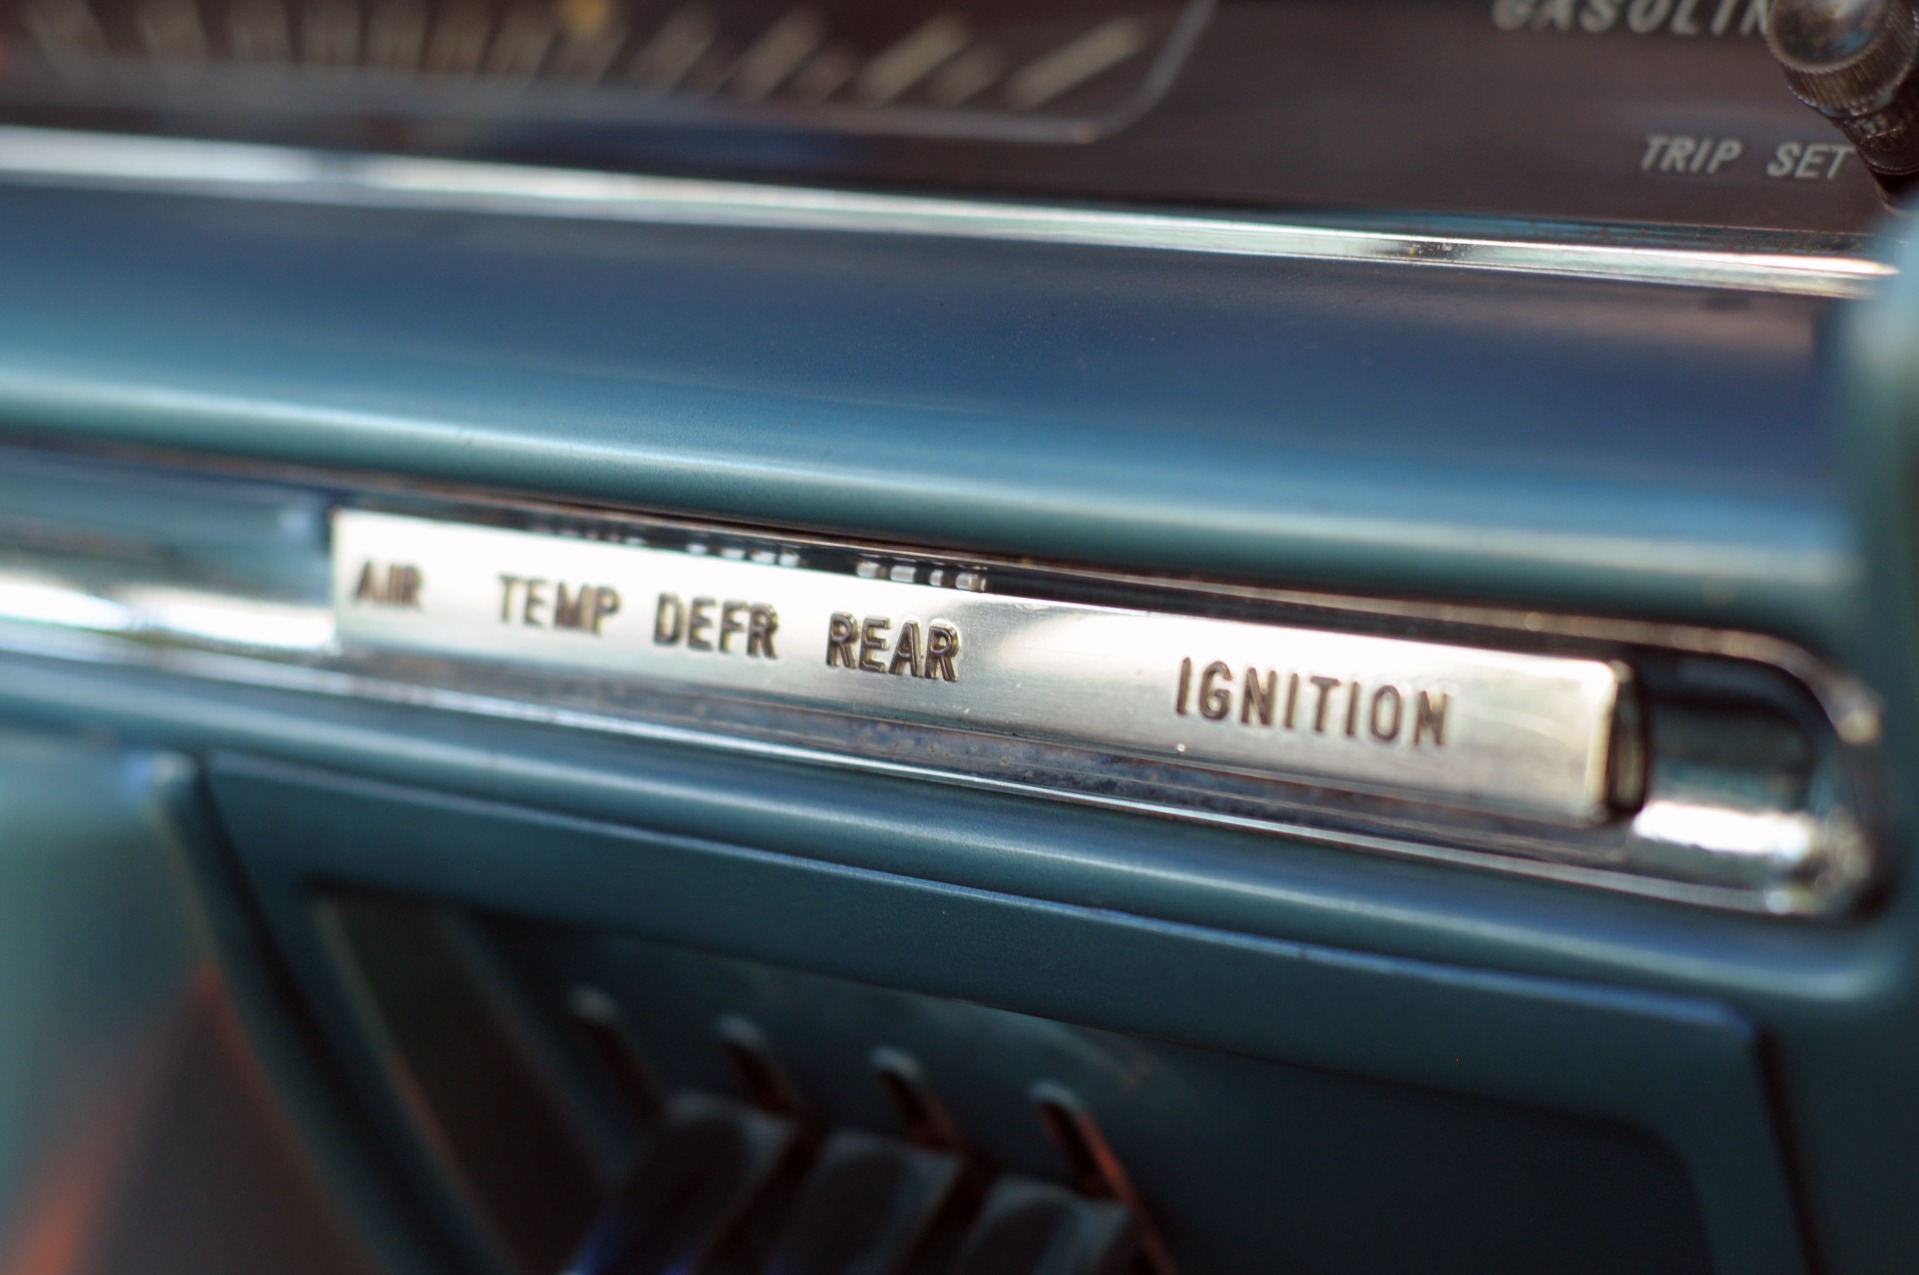 TRIP SET
AIR TEMP DEFR REAR IGNITION